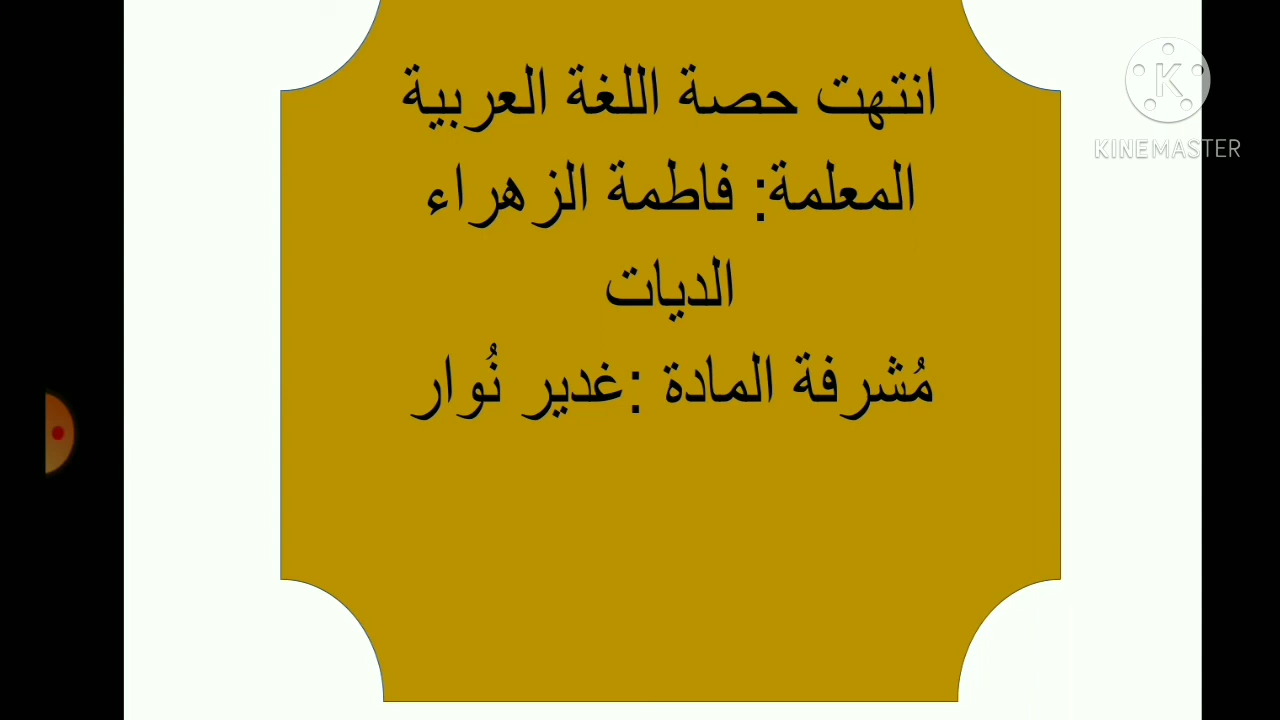 انتهت حصة اللغة العربية
المعلمة: فاطمة الزهراء
الديات
مُشرفة المادة :غدير نُوار
KINEMASTER